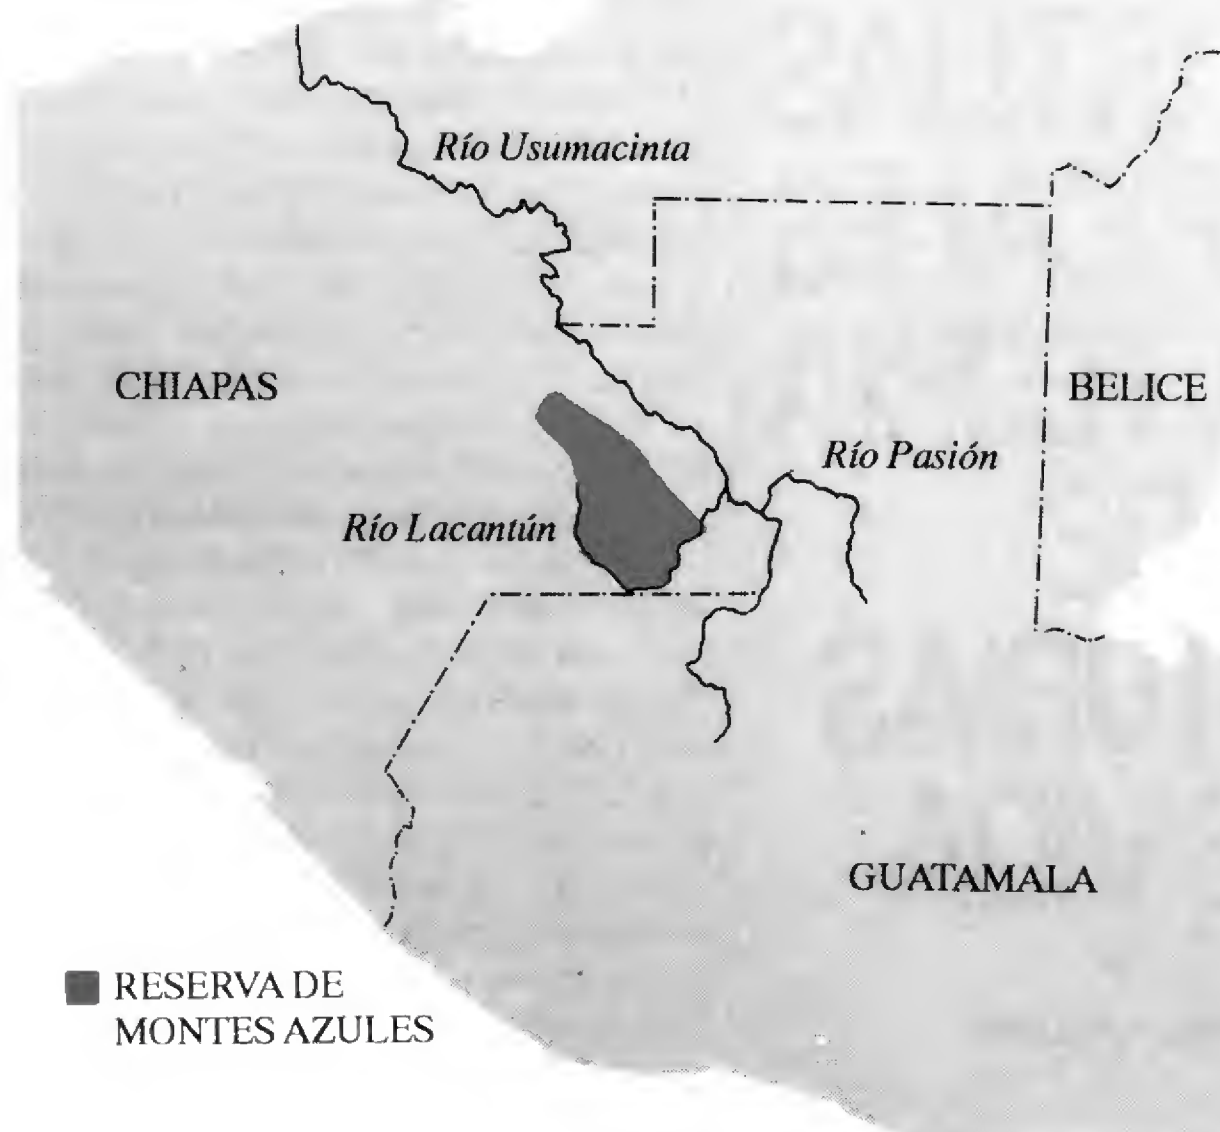 Río Usumacinta
CHIAPAS
BELICE
Río Pasión
Río Lacantún
GUATAMALA
RESERVA DE
MONTES AZULES